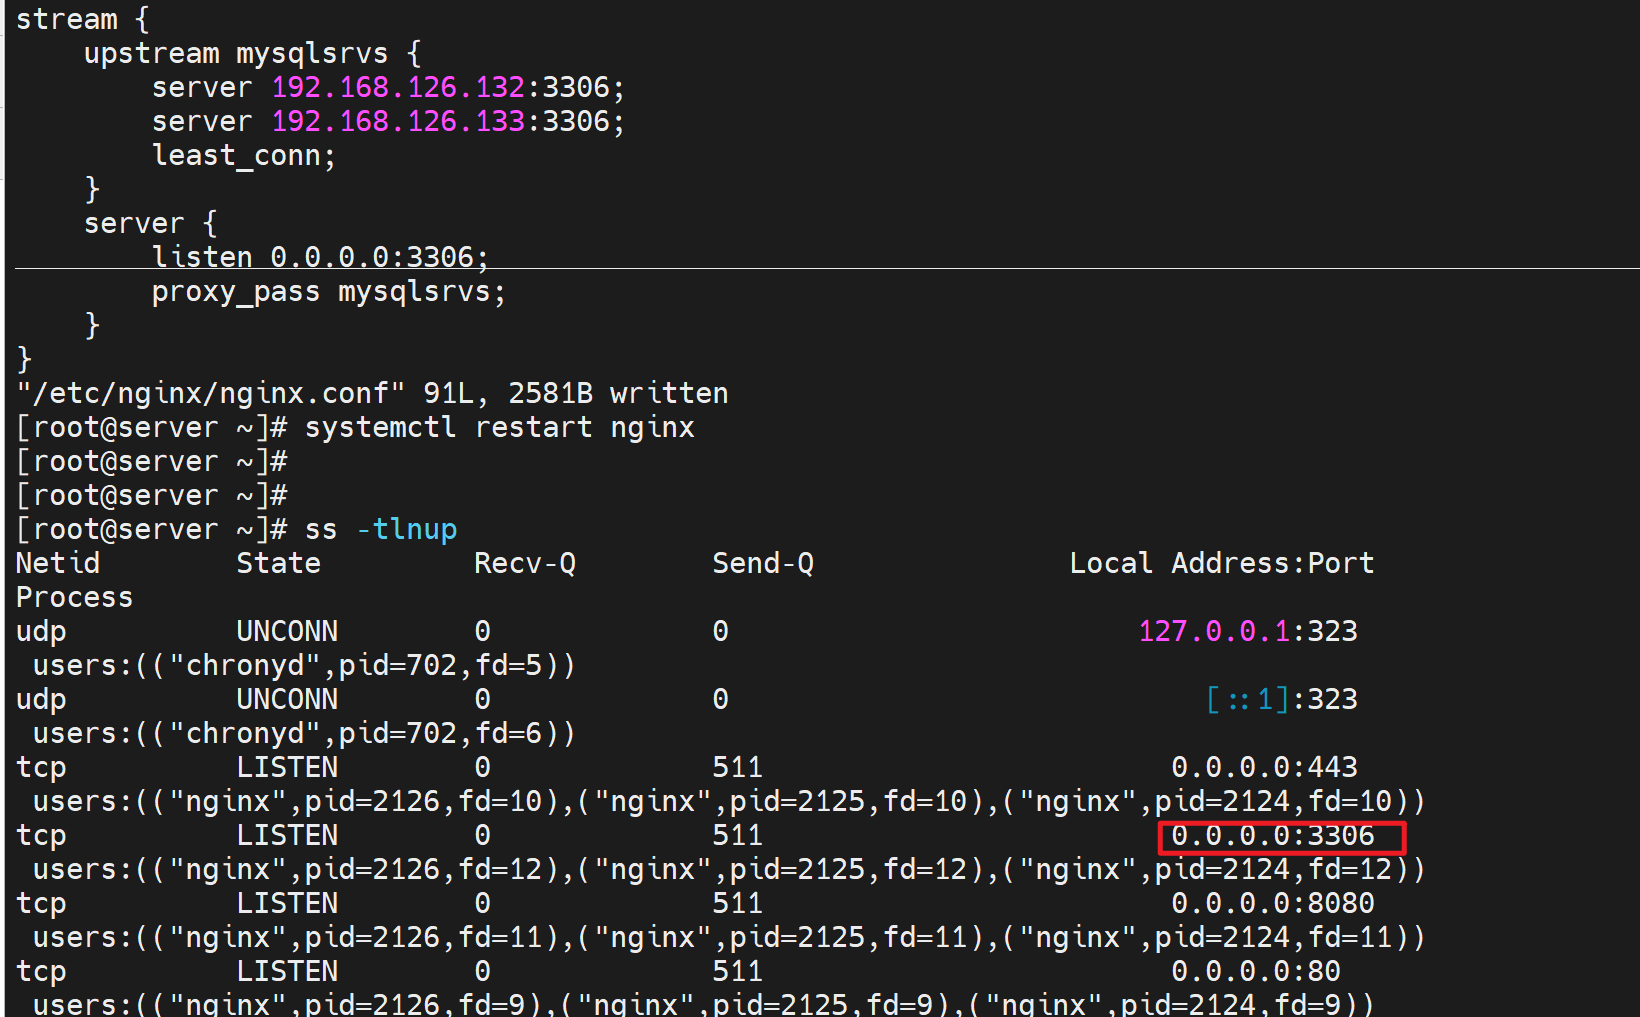 stream {
    upstream mysqlsrvs {
        server 192.168.126.132:3306;
        server 192.168.126.133:3306;
        least_conn;
    }
    server {
        listen 0.0.0.0:3306;
        proxy_pass mysqlsrvs;
    }
}
"/etc/nginx/nginx.conf" 91L, 2581B written
[root@server ~]# systemctl restart nginx
[root@server ~]#
[root@server ~]#
[root@server ~]# ss -tlnup
Netid        State         Recv-Q        Send-Q               Local Address:Port
Process
udp          UNCONN        0             0                        127.0.0.1:323
 users:(("chronyd",pid=702,fd=5))
udp          UNCONN        0             0                            [::1]:323
 users:(("chronyd",pid=702,fd=6))
tcp          LISTEN        0             511                        0.0.0.0:443
 users:(("nginx",pid=2126,fd=10),("nginx",pid=2125,fd=10),("nginx",pid=2124,fd=10))
tcp          LISTEN        0             511                        0.0.0.0:3306
 users:(("nginx",pid=2126,fd=12),("nginx",pid=2125,fd=12),("nginx",pid=2124,fd=12))
tcp          LISTEN        0             511                        0.0.0.0:8080
 users:(("nginx",pid=2126,fd=11),("nginx",pid=2125,fd=11),("nginx",pid=2124,fd=11))
tcp          LISTEN        0             511                        0.0.0.0:80
 users:(("nginx",pid=2126,fd=9),("nginx",pid=2125,fd=9),("nginx",pid=2124,fd=9))